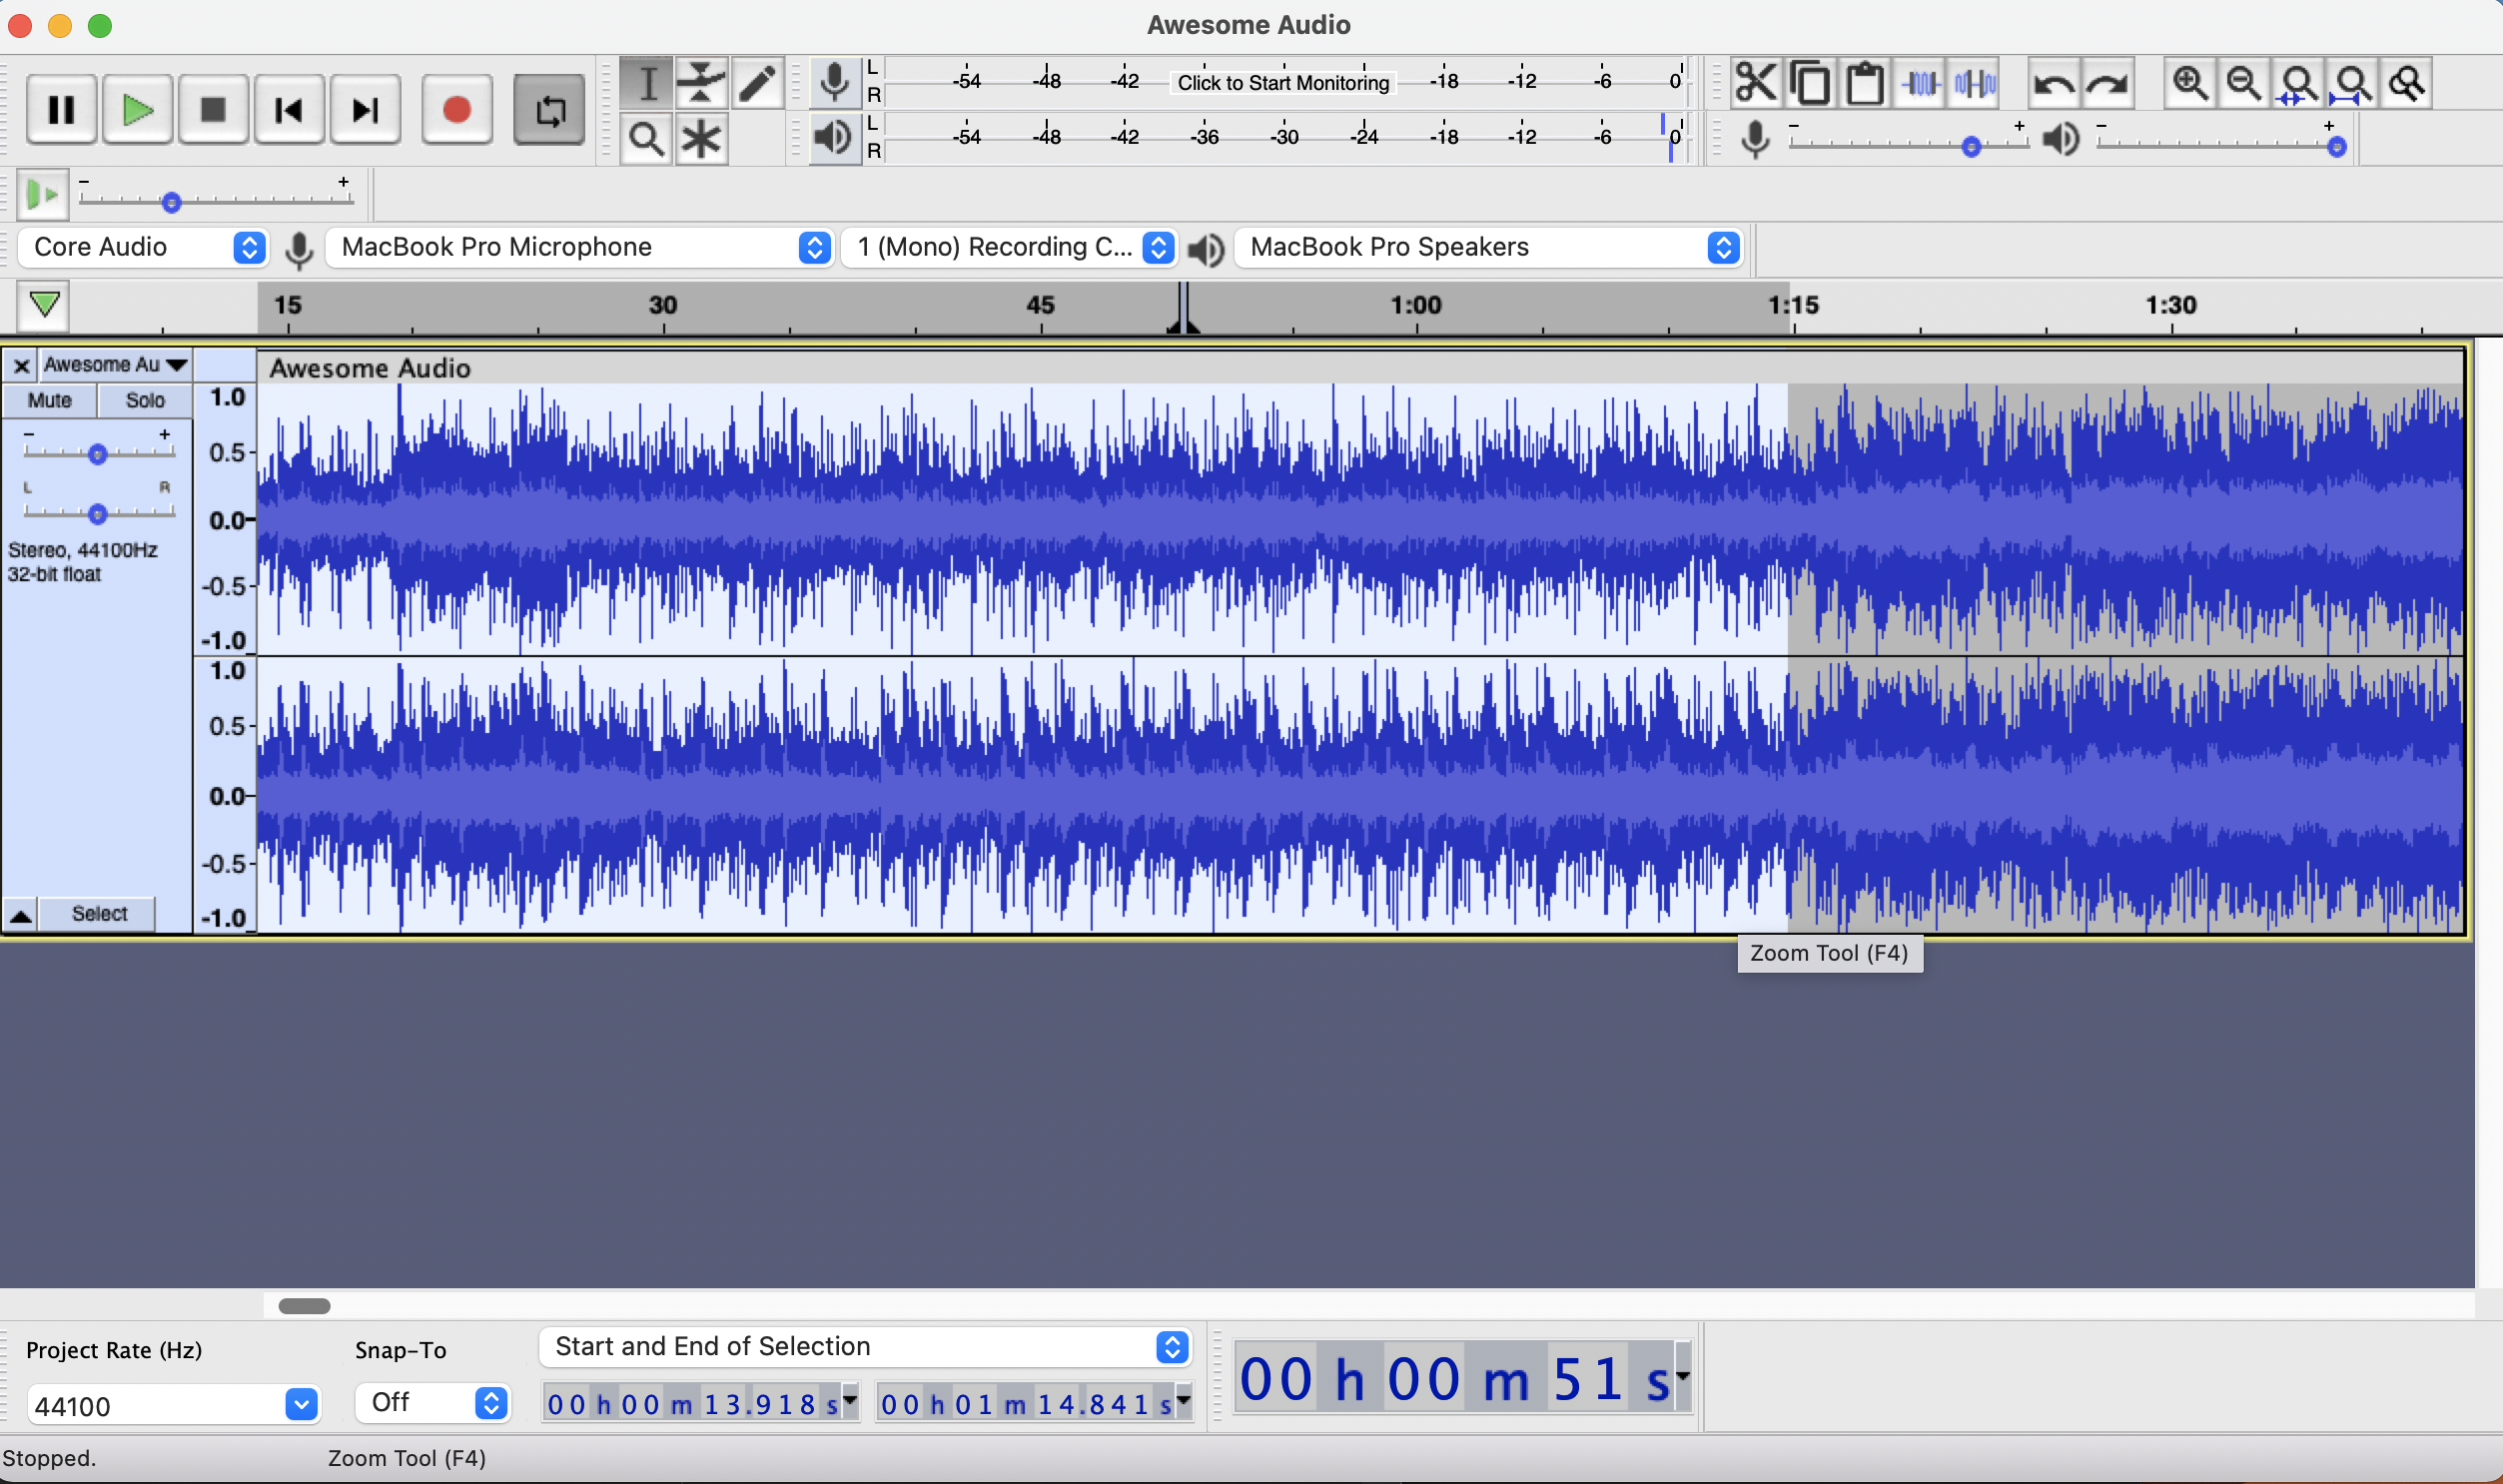 Awesome Audio
L
R
-54 -48 -42 Click to Start Monitoring -18 -12 -6 0
L
R
-54 -48 -42 -36 -30 -24 -18 -12 -6 0
- +
- +
- +
Core Audio
MacBook Pro Microphone
1 (Mono) Recording C...
MacBook Pro Speakers
15 30 45 1:00 1:15 1:30
Awesome Au
Awesome Audio
Mute Solo
- +
L R
Stereo, 44100Hz
32-bit float
Select
1.0
0.5
0.0
-0.5
-1.0
1.0
0.5
0.0
-0.5
-1.0
Zoom Tool (F4)
Project Rate (Hz)
44100
Snap-To
Off
Start and End of Selection
00 h 00 m 13.918 s
00 h 01 m 14.841 s
00 h 00 m 51 s
Stopped.
Zoom Tool (F4)